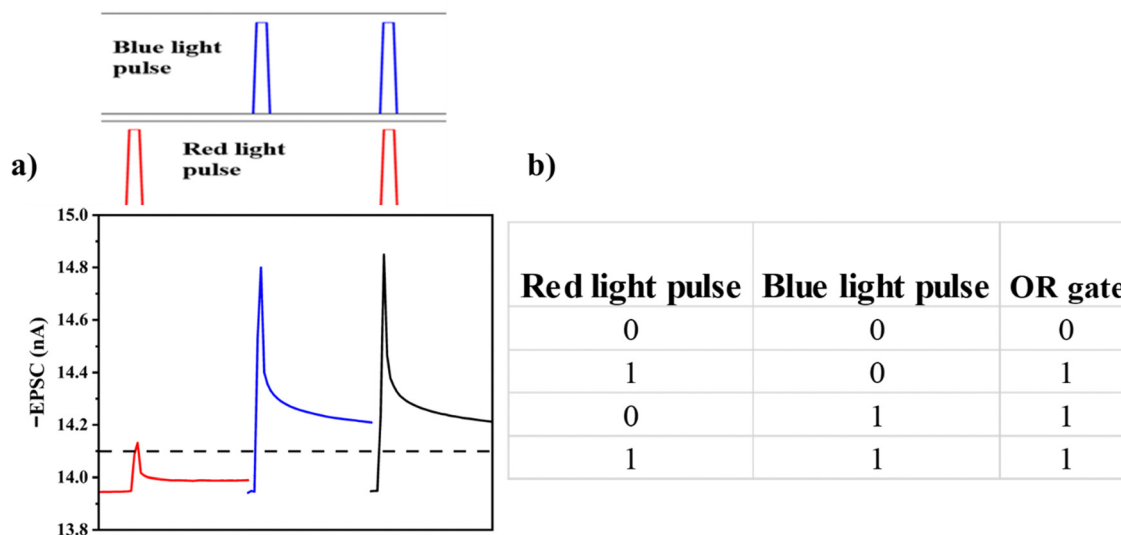 Blue light
pulse
Red light
pulse
a)
15.0
14.8
14.6
14.4
14.2
14.0
13.8
−EPSC (nA)
b)
Red light pulse Blue light pulse OR gate
0 0 0
1 0 1
0 1 1
1 1 1